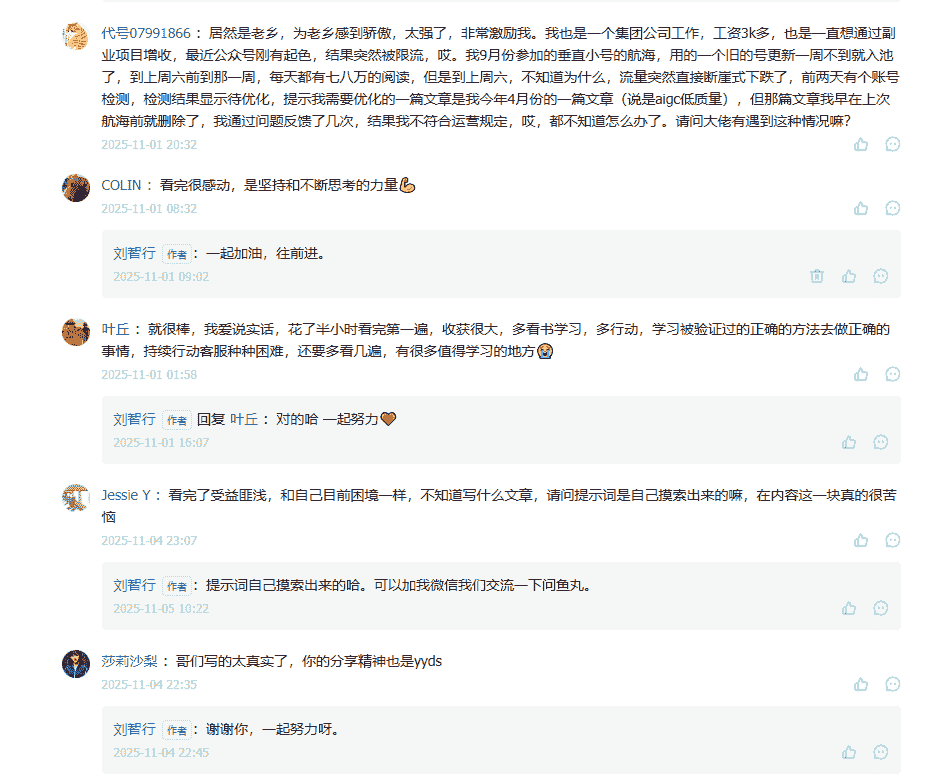 代号07991866 ： 居然是老乡，为老乡感到骄傲，太强了，非常激励我。我也是一个集团公司工作，工资3k多，也是一直想通过副
业项目增收，最近公众号刚有起色，结果突然被限流，哎。我9月份参加的垂直小号的航海，用的一个旧的号更新一周不到就入池
了，到上周六前到那一周，每天都有七八万的阅读，但是到上周六，不知道为什么，流量突然直接断崖式下跌了，前两天有个账号
检测，检测结果显示待优化，提示我需要优化的一篇文章是我今年4月份的一篇文章（说是aigc低质量），但那篇文章我早在上次
航海前就删除了，我通过问题反馈了几次，结果我不符合运营规定，哎，都不知道怎么办了。请问大佬有遇到这种情况嘛？
2025-11-01 20:32
COLIN ： 看完很感动，是坚持和不断思考的力量💪
2025-11-01 08:32
刘智行 作者 ： 一起加油，往前进。
2025-11-01 09:02
叶丘 ： 就很棒，我爱说实话，花了半小时看完第一遍，收获很大，多看书学习，多行动，学习被验证过的正确的方法去做正确的
事情，持续行动客服种种困难，还要多看几遍，有很多值得学习的地方😭
2025-11-01 01:58
刘智行 作者 回复 叶丘 ： 对的哈 一起努力🧡
2025-11-01 16:07
Jessie Y ： 看完了受益匪浅，和自己目前困境一样，不知道写什么文章，请问提示词是自己摸索出来的嘛，在内容这一块真的很苦
恼
2025-11-04 23:07
刘智行 作者 ： 提示词自己摸索出来的哈。可以加我微信我们交流一下问鱼丸。
2025-11-05 10:22
莎莉沙梨 ： 哥们写的太真实了，你的分享精神也是yyds
2025-11-04 22:35
刘智行 作者 ： 谢谢你，一起努力呀。
2025-11-04 22:45